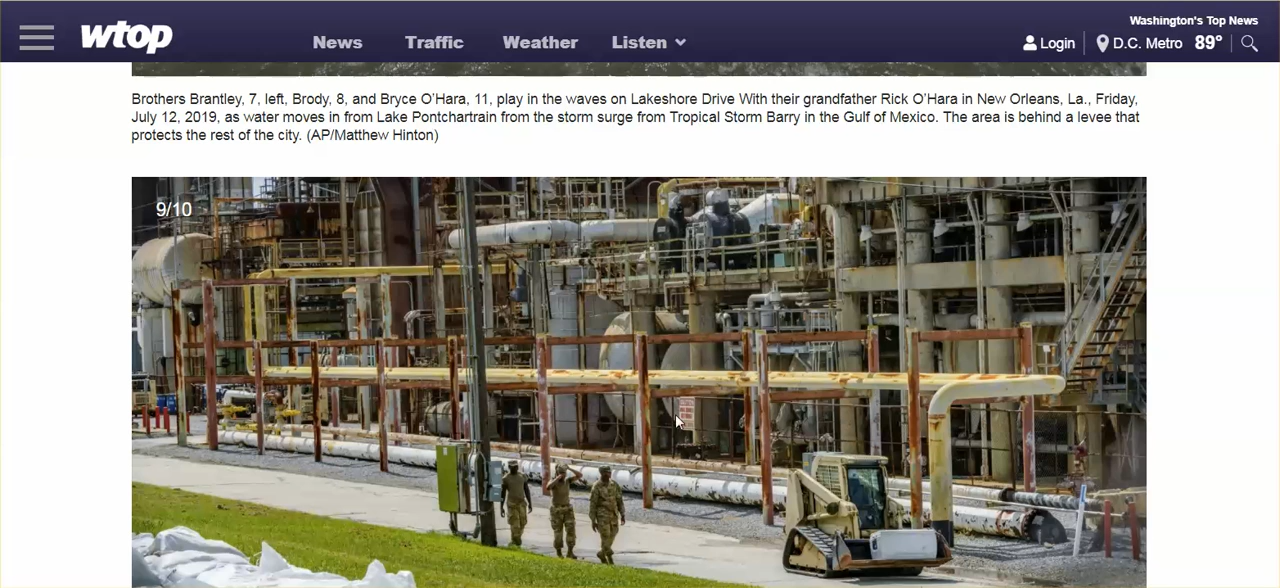 Washington's Top News
wtop
News
Traffic
Weather
Listen
Login
D.C. Metro
89°
Brothers Brantley, 7, left, Brody, 8, and Bryce O’Hara, 11, play in the waves on Lakeshore Drive With their grandfather Rick O’Hara in New Orleans, La., Friday,
July 12, 2019, as water moves in from Lake Pontchartrain from the storm surge from Tropical Storm Barry in the Gulf of Mexico. The area is behind a levee that
protects the rest of the city. (AP/Matthew Hinton)
9/10